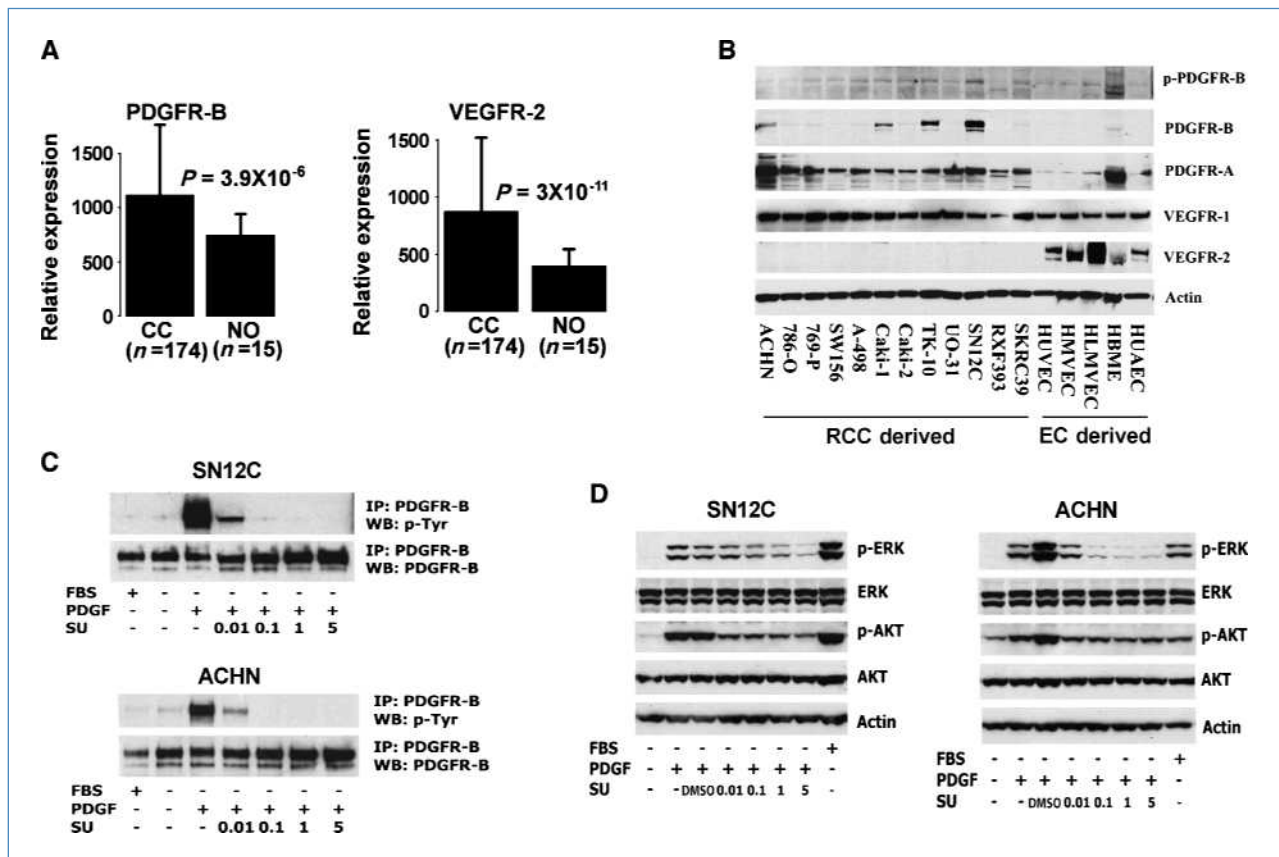 A
PDGFR-B
Relative expression
1500
1000
500
0
P = 3.9X10-6
CC
(n=174)
NO
(n=15)
VEGFR-2
Relative expression
1500
1000
500
0
P = 3X10-11
CC
(n=174)
NO
(n=15)
B
p-PDGFR-B
PDGFR-B
PDGFR-A
VEGFR-1
VEGFR-2
Actin
ACHN
786-O
769-P
SW156
A-498
Caki-1
Caki-2
TK-10
UO-31
SN12C
RXF393
SKRC39
HUVEC
HMVEC
HLMVEC
HBME
HUAEC
RCC derived
EC derived
C
SN12C
IP: PDGFR-B
WB: p-Tyr
IP: PDGFR-B
WB: PDGFR-B
FBS + -
PDGF - - + + + + +
SU - - - 0.01 0.1 1 5
ACHN
IP: PDGFR-B
WB: p-Tyr
IP: PDGFR-B
WB: PDGFR-B
FBS + -
PDGF - - + + + + +
SU - - - 0.01 0.1 1 5
D
SN12C
p-ERK
ERK
p-AKT
AKT
Actin
FBS - - - - - - - +
PDGF - + + + + + + -
SU - - DMSO 0.01 0.1 1 5 -
ACHN
p-ERK
ERK
p-AKT
AKT
Actin
FBS - - - - - - - +
PDGF - + + + + + + -
SU - - DMSO 0.01 0.1 1 5 -